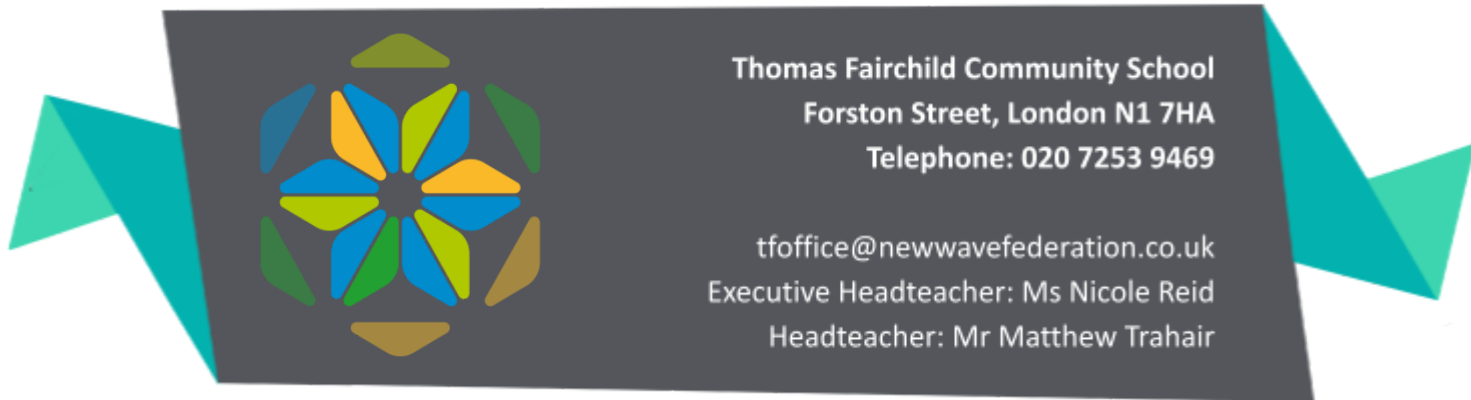 Thomas Fairchild Community School
Forston Street, London N1 7HA
Telephone: 020 7253 9469
tfoffice@newwavefederation.co.uk
Executive Headteacher: Ms Nicole Reid
Headteacher: Mr Matthew Trahair